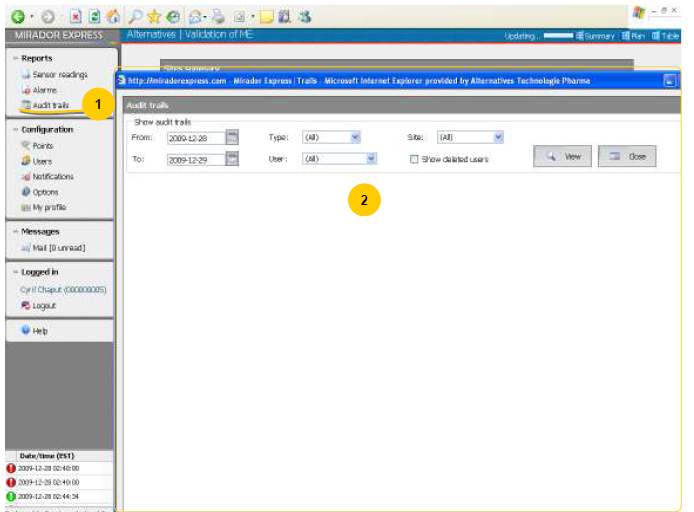 MIRADOR EXPRESS
Alternatives | Validation of ME
Updating...
Summary
Plan
Table
Reports
Sensor readings
Alarms
Audit trails
1
Configuration
Points
Users
Notifications
Options
My profile
Messages
Mail [0 unread]
Logged in
Cyril Chaput (000000005)
Logout
Help
Date/time (EST)
2009-12-28 02:40:00
2009-12-28 02:40:00
2009-12-28 02:44:34
Sites summary
http://miradorexpress.com - Mirador Express |Trails - Microsoft Internet Explorer provided by Alternatives Technologie Pharma
Audit trails
Show audit trails
From: 2009-12-28 Type: (All) Site: (All)
To: 2009-12-29 User: (All) Show deleted users View Close
2